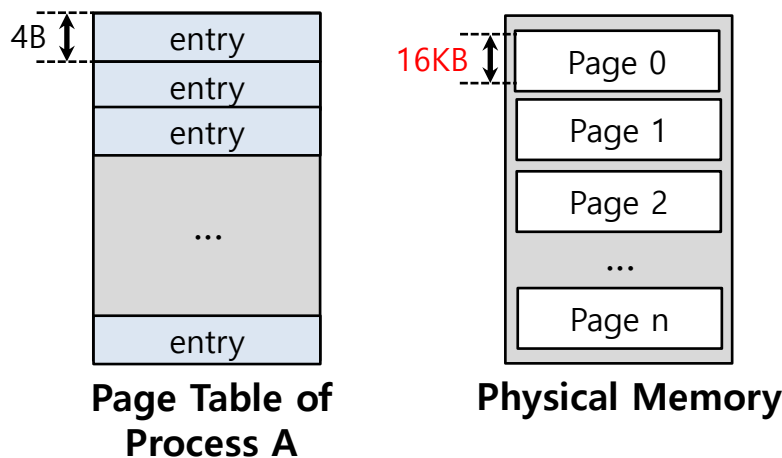 4B
entry
entry
entry
...
entry
Page Table of
Process A
16KB
Page 0
Page 1
Page 2
...
Page n
Physical Memory